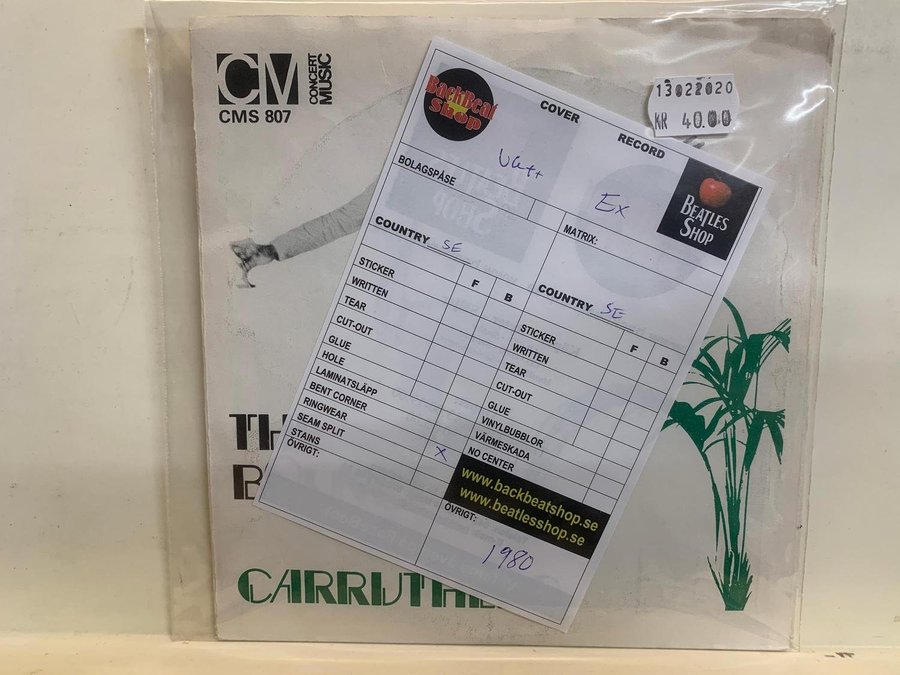 CM
CONCERT
MUSIC
CMS 807
13022020
KR 40.00
BackBeat
Shop
COVER
RECORD
VG++
Ex
BEATLES
SHOP
BOLAGSPÅSE
MATRIX:
COUNTRY SE
F B
STICKER
WRITTEN
TEAR
CUT-OUT
GLUE
HOLE
LAMINATSLÄPP
BENT CORNER
RINGWEAR
SEAM SPLIT X
STAINS
ÖVRIGT:
COUNTRY SE
F B
STICKER
WRITTEN
TEAR
CUT-OUT
GLUE
VINYLBUBBLOR
VÄRMESKADA
NO CENTER
www.backbeatshop.se
www.beatlesshop.se
ÖVRIGT:
1980
TH
B
CARRUTHE